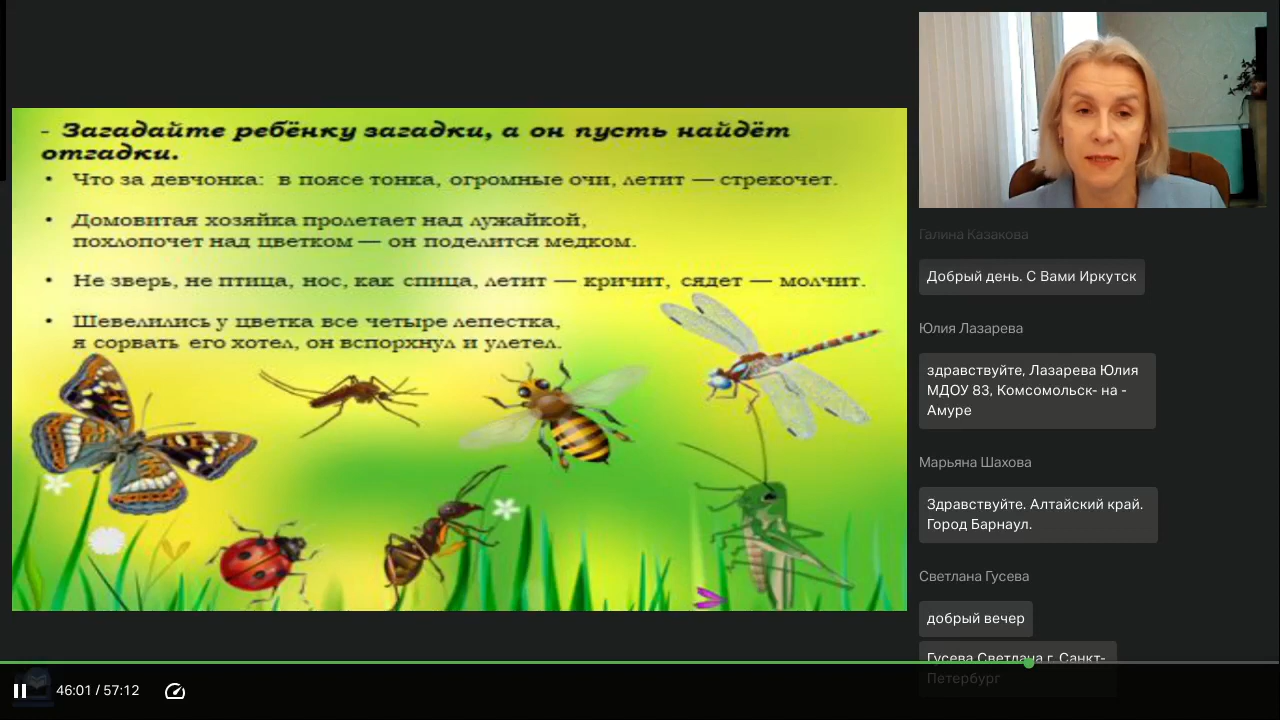 - Загадайте ребёнку загадки, а он пусть найдёт
отгадки.
• Что за девчонка: в поясе тонка, огромные очи, летит — стрекочет.
• Домовитая хозяйка пролетает над лужайкой,
похлопочет над цветком — он поделится медком.
• Не зверь, не птица, нос, как спица, летит — кричит, сядет — молчит.
• Шевелились у цветка все четыре лепестка,
я сорвать его хотел, он вспорхнул и улетел.
Галина Казакова
Добрый день. С Вами Иркутск
Юлия Лазарева
здравствуйте, Лазарева Юлия
МДОУ 83, Комсомольск- на -
Амуре
Марьяна Шахова
Здравствуйте. Алтайский край.
Город Барнаул.
Светлана Гусева
добрый вечер
Гусева Светлана г. Санкт-
Петербург
46:01 / 57:12